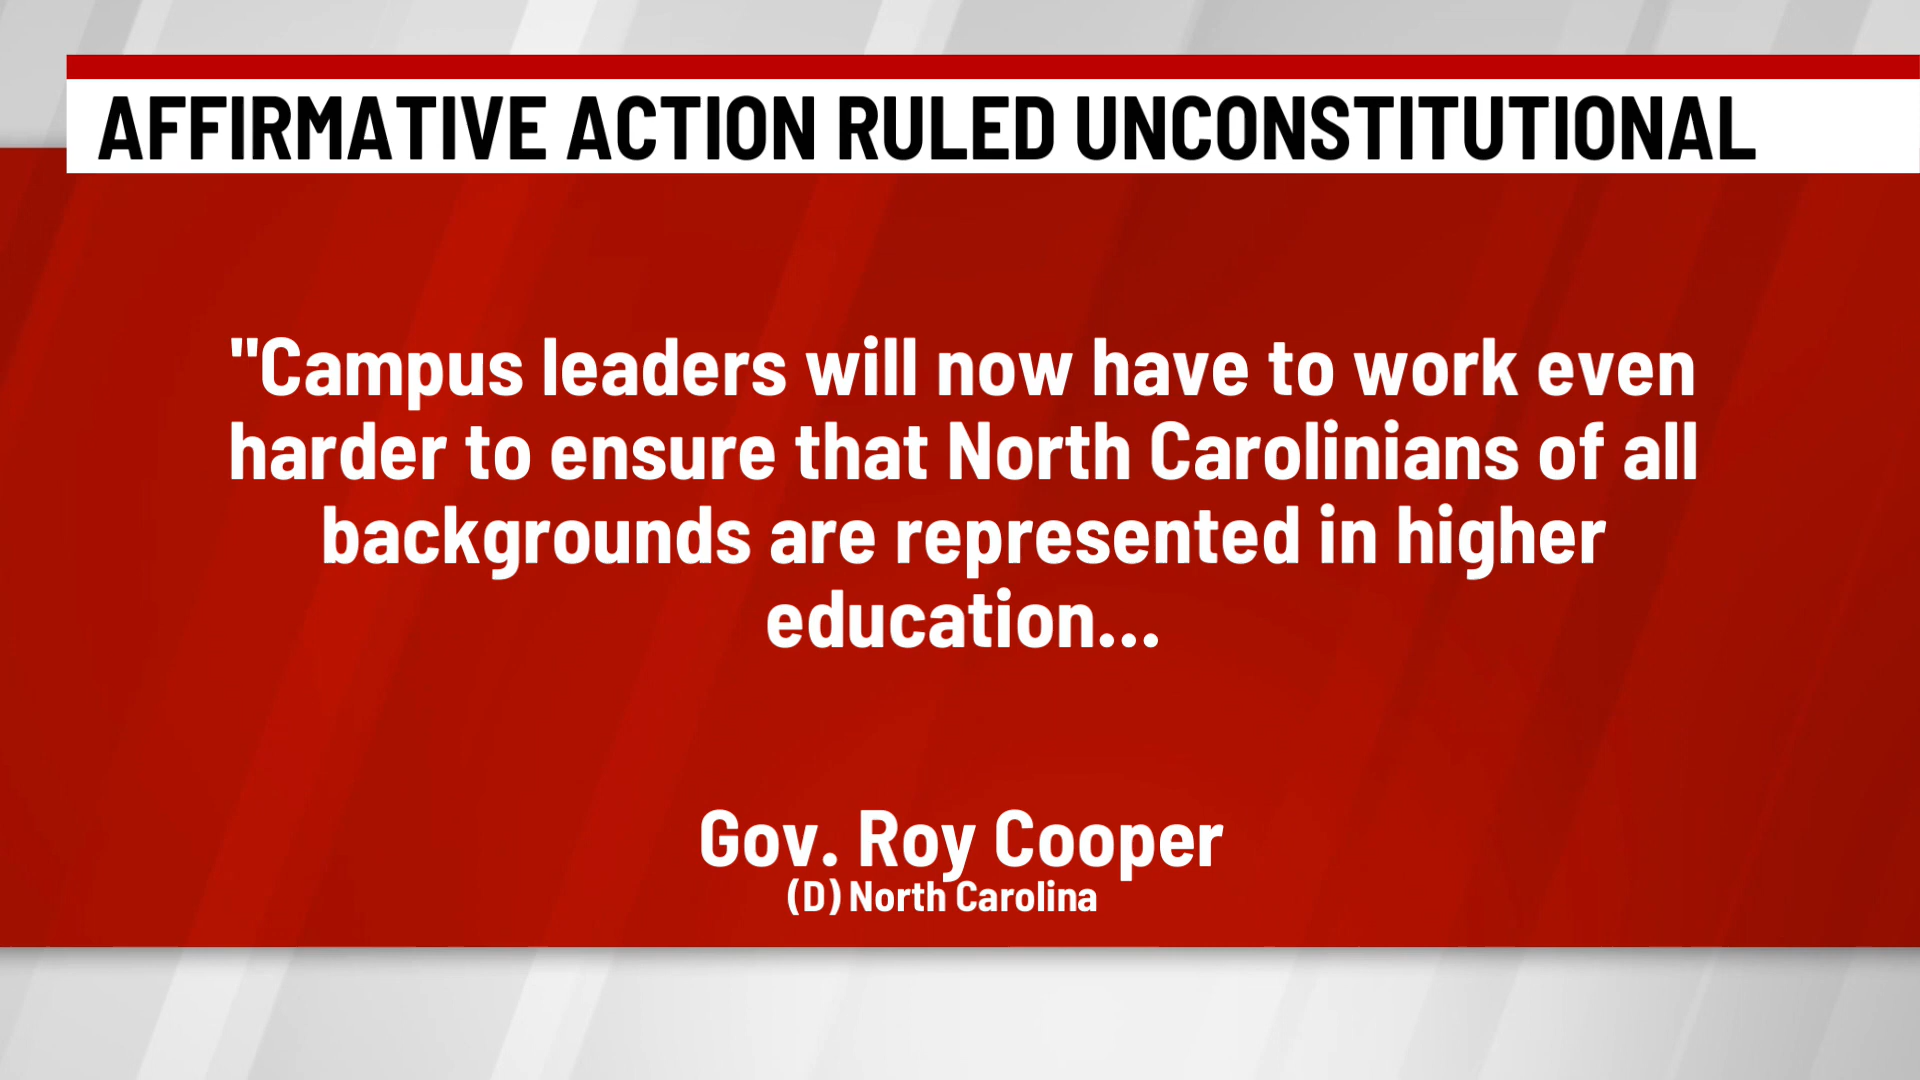 AFFIRMATIVE ACTION RULED UNCONSTITUTIONAL
"Campus leaders will now have to work even
harder to ensure that North Carolinians of all
backgrounds are represented in higher
education...
Gov. Roy Cooper
(D) North Carolina